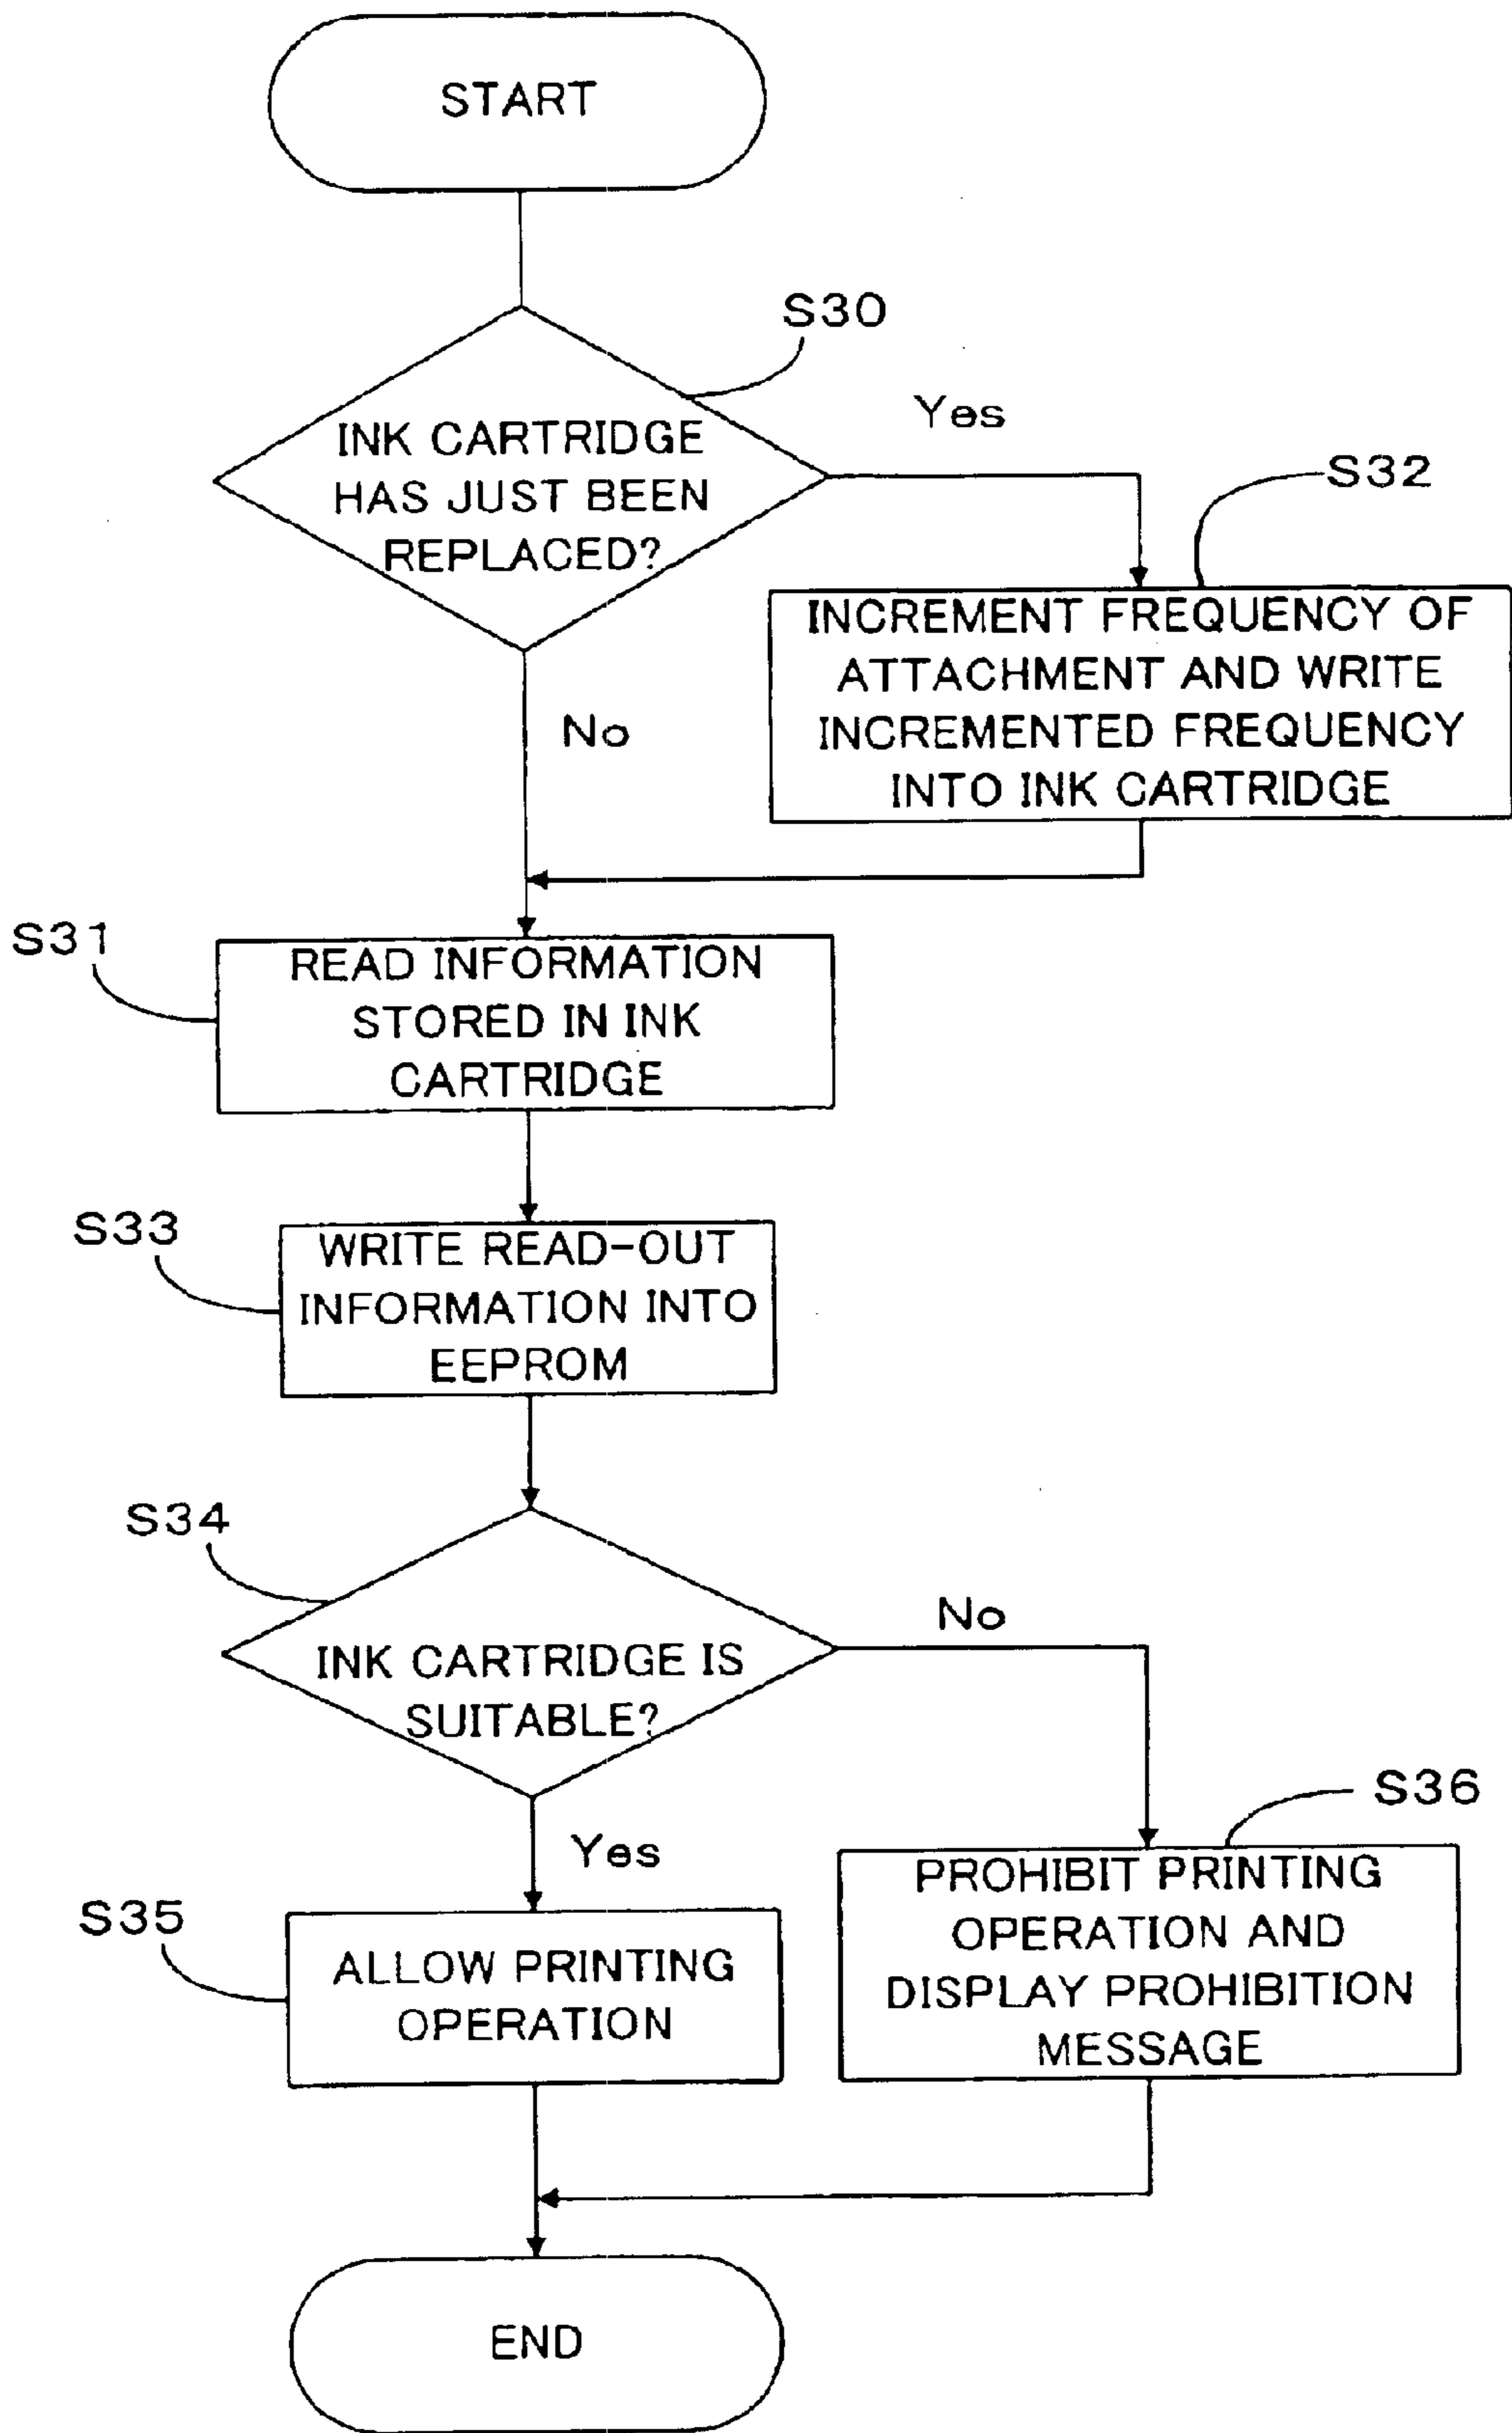 START
S30
INK CARTRIDGE
HAS JUST BEEN
REPLACED?
Yes
S32
INCREMENT FREQUENCY OF
ATTACHMENT AND WRITE
INCREMENTED FREQUENCY
INTO INK CARTRIDGE
No
S31
READ INFORMATION
STORED IN INK
CARTRIDGE
S33
WRITE READ-OUT
INFORMATION INTO
EEPROM
S34
INK CARTRIDGE IS
SUITABLE?
No
Yes
S36
PROHIBIT PRINTING
OPERATION AND
DISPLAY PROHIBITION
MESSAGE
S35
ALLOW PRINTING
OPERATION
END